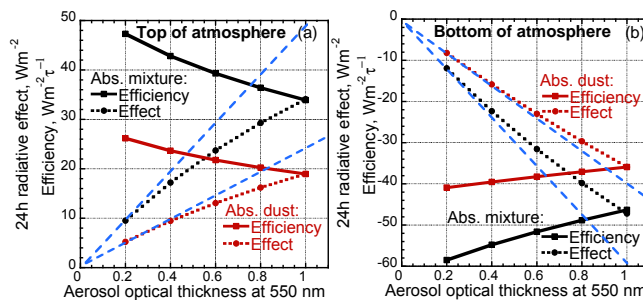 Top of atmosphere (a)
24h radiative effect, Wm-2
Efficiency, Wm-2τ-1
50
40
30
20
10
0
Abs. mixture:
Efficiency
Effect
Abs. dust:
Efficiency
Effect
0 0.2 0.4 0.6 0.8 1
Aerosol optical thickness at 550 nm
Bottom of atmosphere (b)
24h radiative effect, Wm-2
Efficiency, Wm-2τ-1
0
-10
-20
-30
-40
-50
-60
Abs. dust:
Efficiency
Effect
Abs. mixture:
Efficiency
Effect
0 0.2 0.4 0.6 0.8 1
Aerosol optical thickness at 550 nm